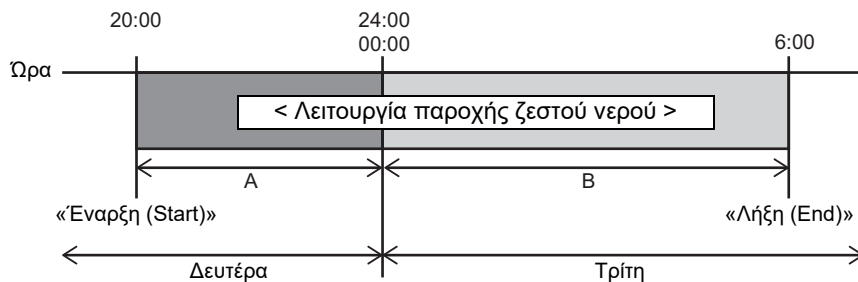 20:00
24:00
00:00
6:00
Ώρα
< Λειτουργία παροχής ζεστού νερού >
A
B
«Έναρξη (Start)»
«Λήξη (End)»
Δευτέρα
Τρίτη